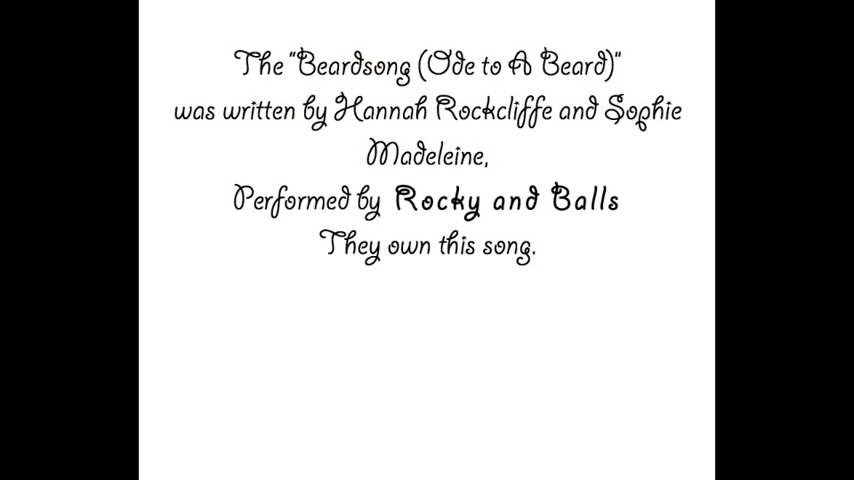 The "Beardsong (Ode to A Beard)"
was written by Hannah Rockcliffe and Sophie
Madeleine,
Performed by Rocky and Balls
They own this song.